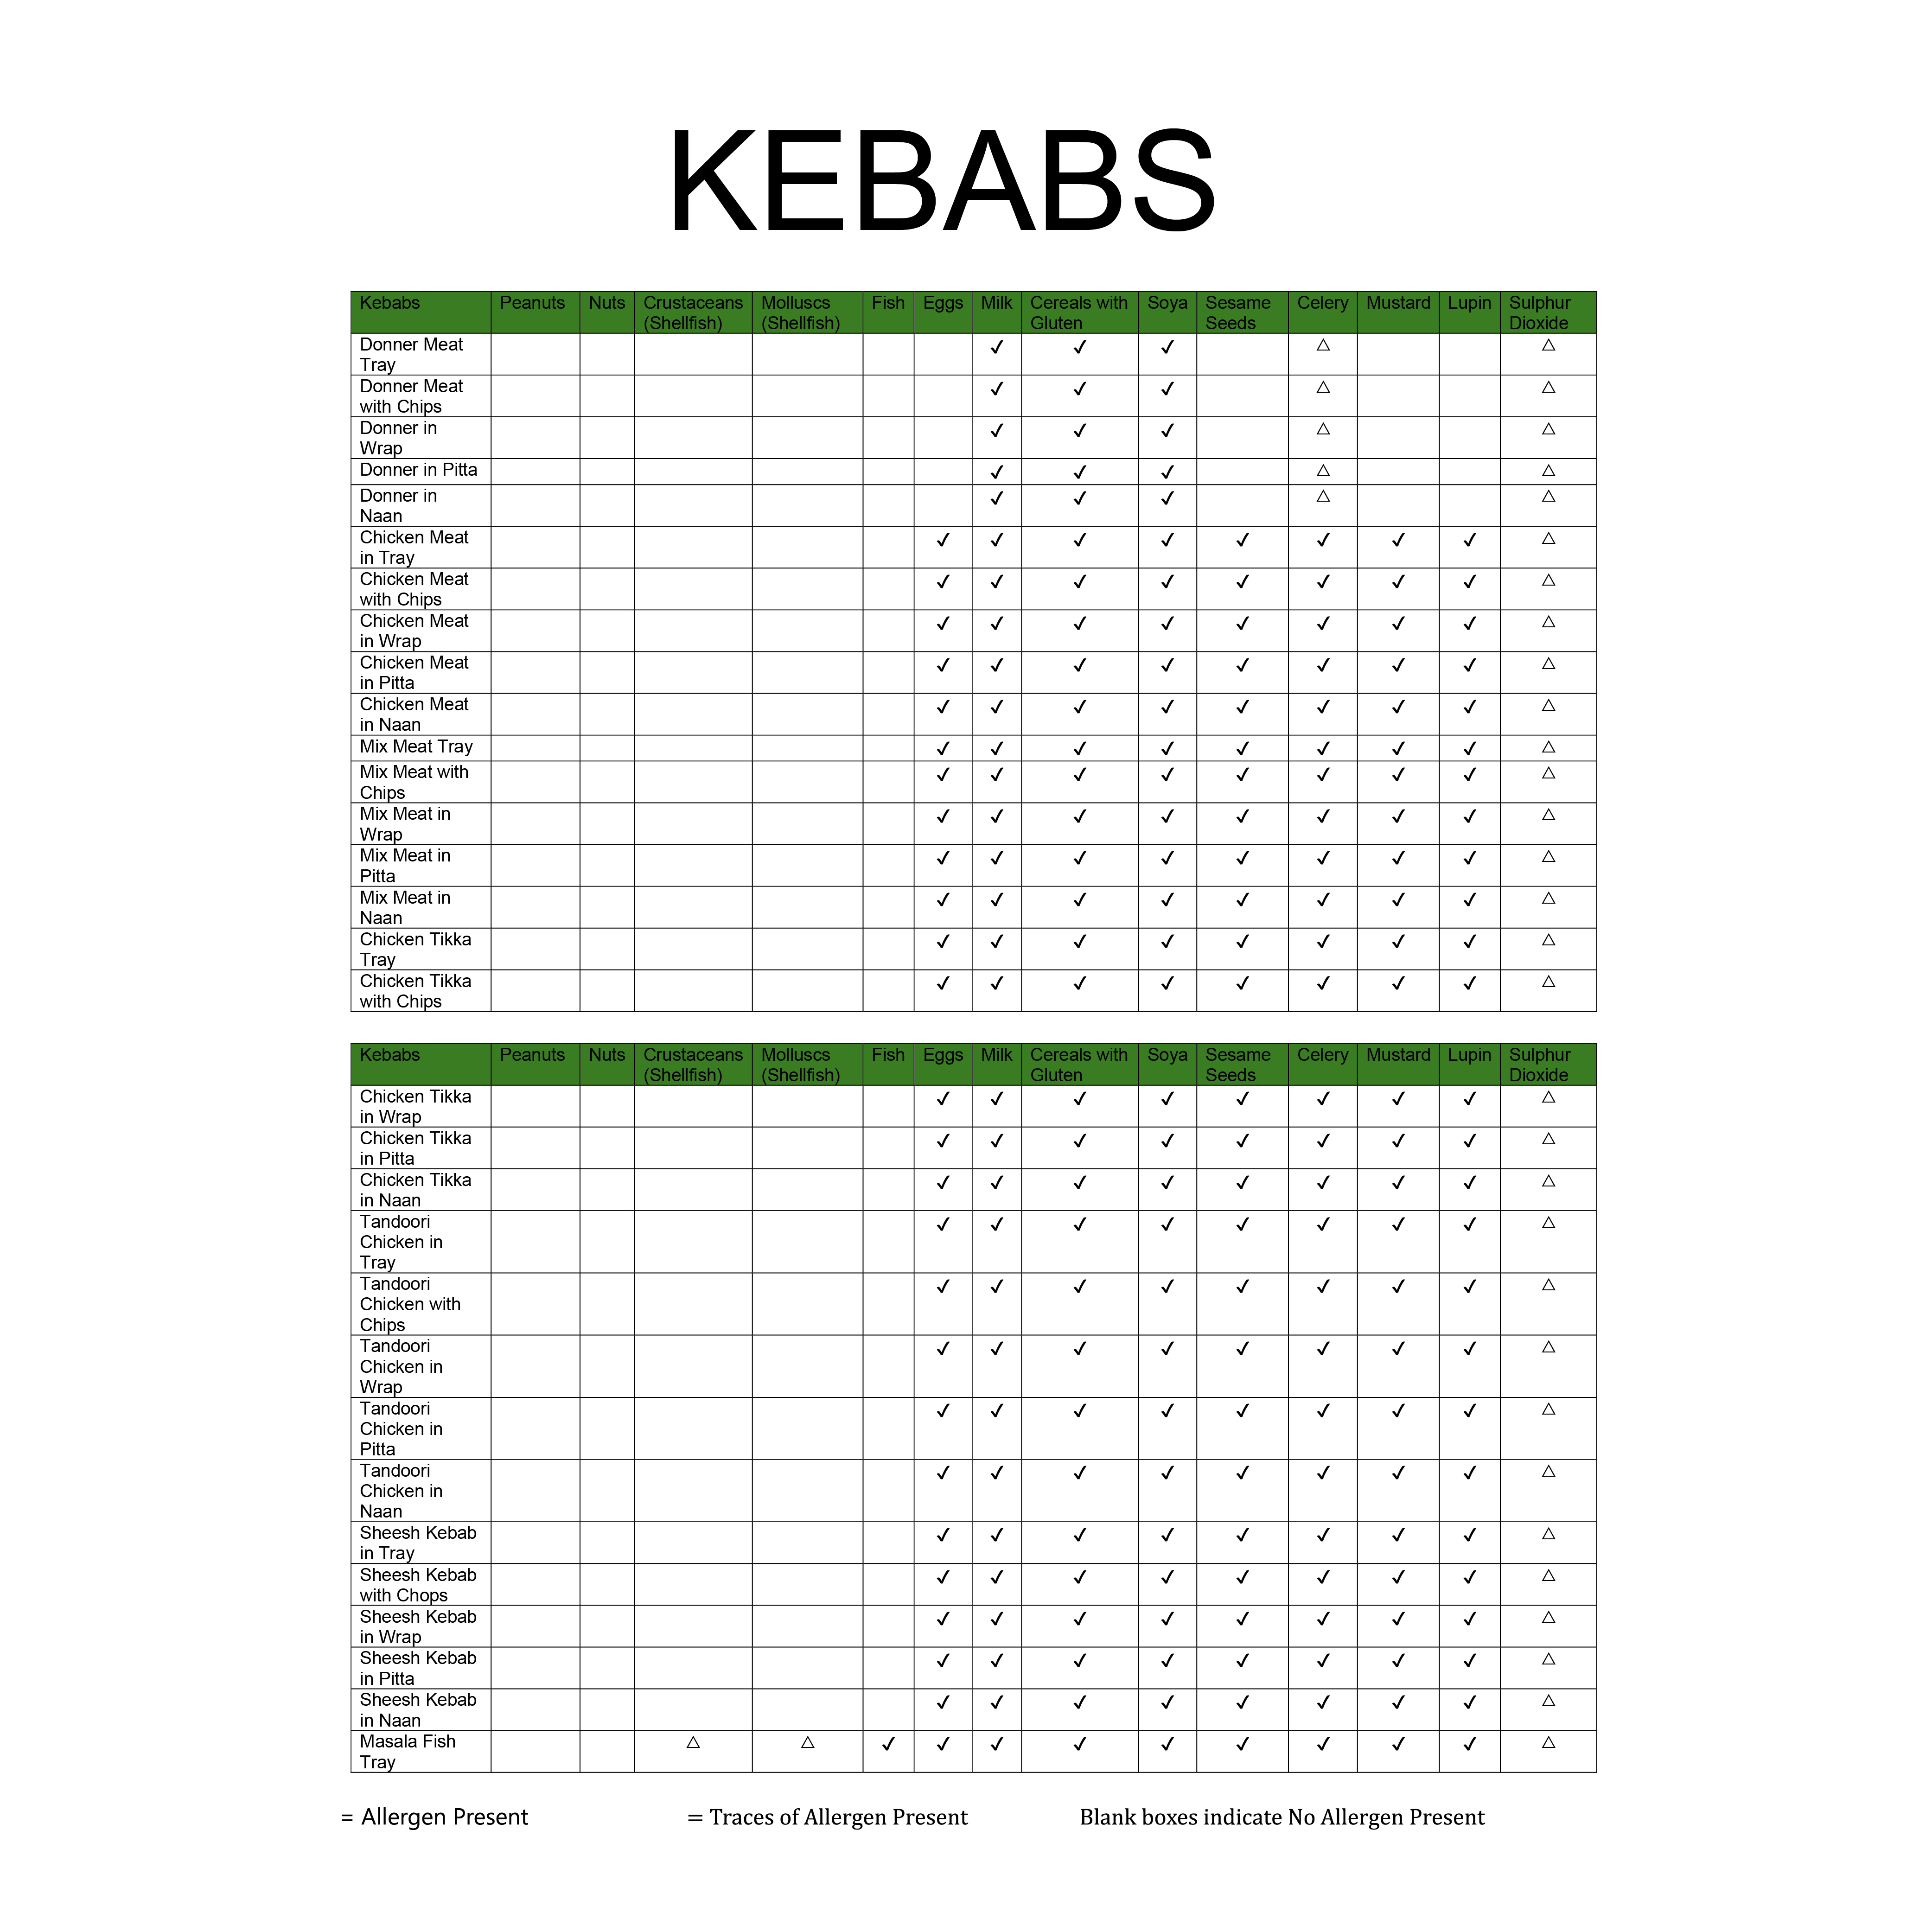 KEBABS
Kebabs Peanuts Nuts Crustaceans (Shellfish) Molluscs (Shellfish) Fish Eggs Milk Cereals with Gluten Soya Sesame Seeds Celery Mustard Lupin Sulphur Dioxide
Donner Meat Tray ✓ ✓ ✓ △ △
Donner Meat with Chips ✓ ✓ ✓ △ △
Donner in Wrap ✓ ✓ ✓ △ △
Donner in Pitta ✓ ✓ ✓ △ △
Donner in Naan ✓ ✓ ✓ △ △
Chicken Meat in Tray ✓ ✓ ✓ ✓ ✓ ✓ ✓ ✓ △
Chicken Meat with Chips ✓ ✓ ✓ ✓ ✓ ✓ ✓ ✓ △
Chicken Meat in Wrap ✓ ✓ ✓ ✓ ✓ ✓ ✓ ✓ △
Chicken Meat in Pitta ✓ ✓ ✓ ✓ ✓ ✓ ✓ ✓ △
Chicken Meat in Naan ✓ ✓ ✓ ✓ ✓ ✓ ✓ ✓ △
Mix Meat Tray ✓ ✓ ✓ ✓ ✓ ✓ ✓ ✓ △
Mix Meat with Chips ✓ ✓ ✓ ✓ ✓ ✓ ✓ ✓ △
Mix Meat in Wrap ✓ ✓ ✓ ✓ ✓ ✓ ✓ ✓ △
Mix Meat in Pitta ✓ ✓ ✓ ✓ ✓ ✓ ✓ ✓ △
Mix Meat in Naan ✓ ✓ ✓ ✓ ✓ ✓ ✓ ✓ △
Chicken Tikka Tray ✓ ✓ ✓ ✓ ✓ ✓ ✓ ✓ △
Chicken Tikka with Chips ✓ ✓ ✓ ✓ ✓ ✓ ✓ ✓ △
Kebabs Peanuts Nuts Crustaceans (Shellfish) Molluscs (Shellfish) Fish Eggs Milk Cereals with Gluten Soya Sesame Seeds Celery Mustard Lupin Sulphur Dioxide
Chicken Tikka in Wrap ✓ ✓ ✓ ✓ ✓ ✓ ✓ ✓ △
Chicken Tikka in Pitta ✓ ✓ ✓ ✓ ✓ ✓ ✓ ✓ △
Chicken Tikka in Naan ✓ ✓ ✓ ✓ ✓ ✓ ✓ ✓ △
Tandoori Chicken in Tray ✓ ✓ ✓ ✓ ✓ ✓ ✓ ✓ △
Tandoori Chicken with Chips ✓ ✓ ✓ ✓ ✓ ✓ ✓ ✓ △
Tandoori Chicken in Wrap ✓ ✓ ✓ ✓ ✓ ✓ ✓ ✓ △
Tandoori Chicken in Pitta ✓ ✓ ✓ ✓ ✓ ✓ ✓ ✓ △
Tandoori Chicken in Naan ✓ ✓ ✓ ✓ ✓ ✓ ✓ ✓ △
Sheesh Kebab in Tray ✓ ✓ ✓ ✓ ✓ ✓ ✓ ✓ △
Sheesh Kebab with Chops ✓ ✓ ✓ ✓ ✓ ✓ ✓ ✓ △
Sheesh Kebab in Wrap ✓ ✓ ✓ ✓ ✓ ✓ ✓ ✓ △
Sheesh Kebab in Pitta ✓ ✓ ✓ ✓ ✓ ✓ ✓ ✓ △
Sheesh Kebab in Naan ✓ ✓ ✓ ✓ ✓ ✓ ✓ ✓ △
Masala Fish Tray △ △ ✓ ✓ ✓ ✓ ✓ ✓ ✓ ✓ ✓ △
= Allergen Present = Traces of Allergen Present Blank boxes indicate No Allergen Present